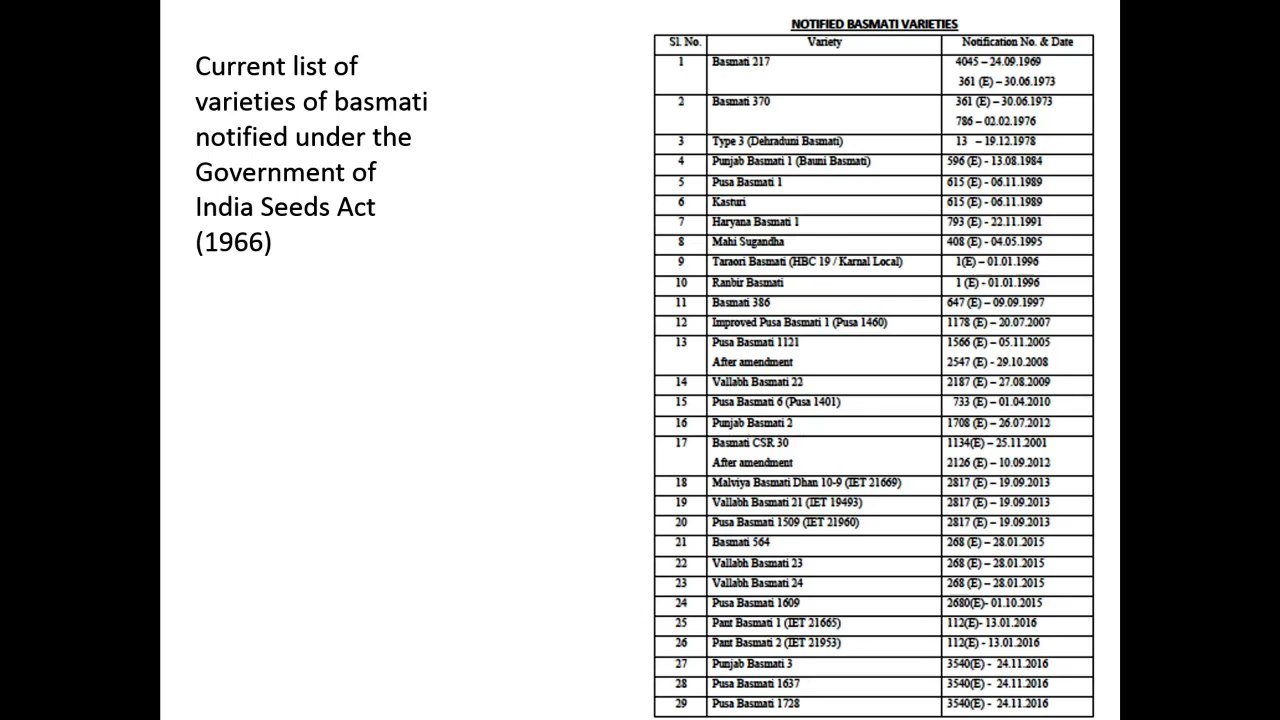 Current list of
varieties of basmati
notified under the
Government of
India Seeds Act
(1966)
NOTIFIED BASMATI VARIETIES
Sl. No. Variety Notification No. & Date
1 Basmati 217 4045 – 24.09.1969
361 (E) – 30.06.1973
2 Basmati 370 361 (E) – 30.06.1973
786 – 02.02.1976
3 Type 3 (Dehraduni Basmati) 13 – 19.12.1978
4 Punjab Basmati 1 (Bauni Basmati) 596 (E) - 13.08.1984
5 Pusa Basmati 1 615 (E) - 06.11.1989
6 Kasturi 615 (E) - 06.11.1989
7 Haryana Basmati 1 793 (E) - 22.11.1991
8 Mahi Sugandha 408 (E) - 04.05.1995
9 Taraori Basmati (HBC 19 / Karnal Local) 1(E) – 01.01.1996
10 Ranbir Basmati 1 (E) - 01.01.1996
11 Basmati 386 647 (E) – 09.09.1997
12 Improved Pusa Basmati 1 (Pusa 1460) 1178 (E) – 20.07.2007
13 Pusa Basmati 1121 1566 (E) – 05.11.2005
After amendment 2547 (E) - 29.10.2008
14 Vallabh Basmati 22 2187 (E) – 27.08.2009
15 Pusa Basmati 6 (Pusa 1401) 733 (E) – 01.04.2010
16 Punjab Basmati 2 1708 (E) – 26.07.2012
17 Basmati CSR 30 1134(E) – 25.11.2001
After amendment 2126 (E) – 10.09.2012
18 Malviya Basmati Dhan 10-9 (IET 21669) 2817 (E) – 19.09.2013
19 Vallabh Basmati 21 (IET 19493) 2817 (E) – 19.09.2013
20 Pusa Basmati 1509 (IET 21960) 2817 (E) – 19.09.2013
21 Basmati 564 268 (E) – 28.01.2015
22 Vallabh Basmati 23 268 (E) – 28.01.2015
23 Vallabh Basmati 24 268 (E) – 28.01.2015
24 Pusa Basmati 1609 2680(E)- 01.10.2015
25 Pant Basmati 1 (IET 21665) 112(E)- 13.01.2016
26 Pant Basmati 2 (IET 21953) 112(E) - 13.01.2016
27 Punjab Basmati 3 3540(E) - 24.11.2016
28 Pusa Basmati 1637 3540(E) - 24.11.2016
29 Pusa Basmati 1728 3540(E) - 24.11.2016